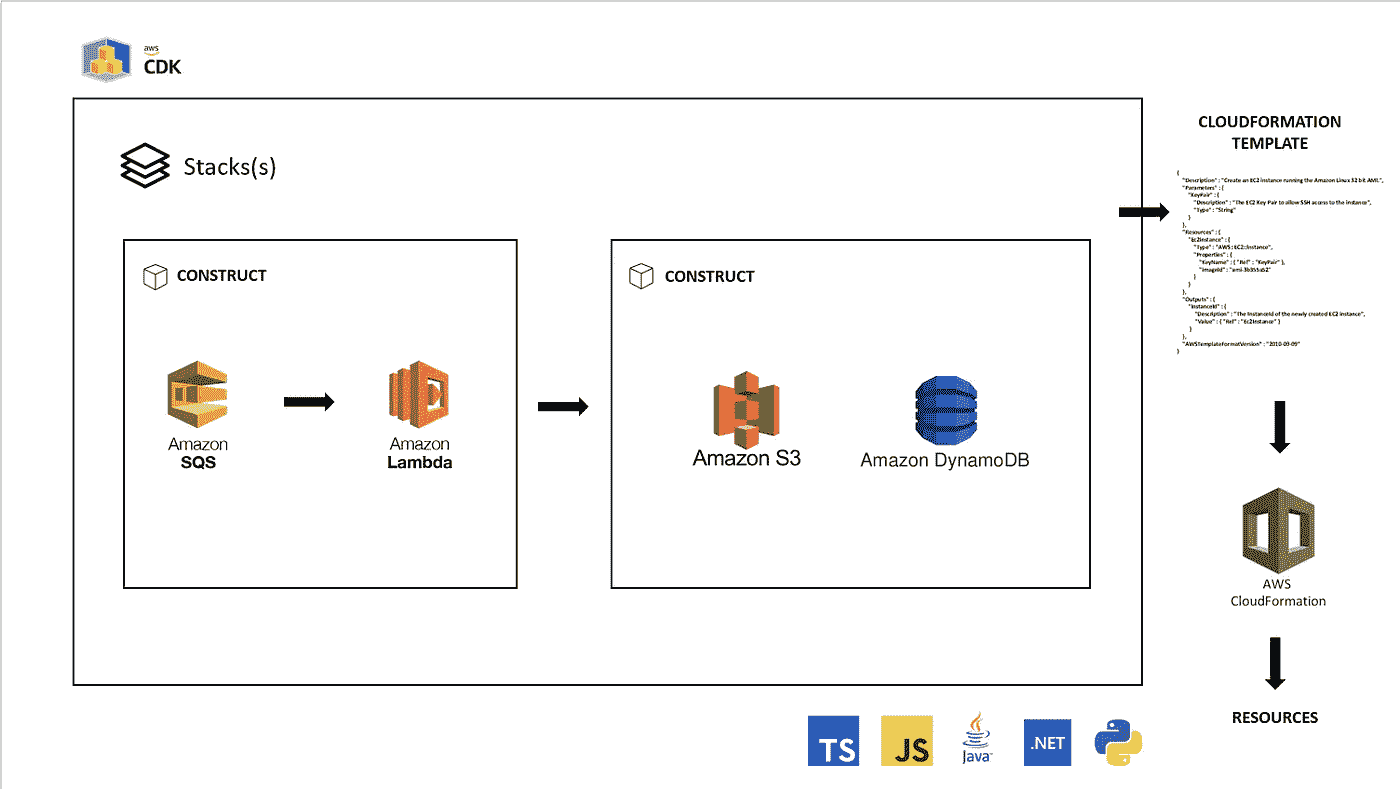 aws
CDK
Stacks(s)
CONSTRUCT
Amazon
SQS
Amazon
Lambda
CONSTRUCT
Amazon S3
Amazon DynamoDB
CLOUDFORMATION
TEMPLATE
{
"Description" : "Create an EC2 instance running the Amazon Linux 32 bit AMI.",
"Parameters" : {
"KeyPair" : {
"Description" : "The EC2 Key Pair to allow SSH access to the instance",
"Type" : "String"
}
},
"Resources" : {
"Ec2Instance" : {
"Type" : "AWS::EC2::Instance",
"Properties" : {
"KeyName" : { "Ref" : "KeyPair" },
"ImageId" : "ami-3b355a52"
}
}
},
"Outputs" : {
"InstanceId" : {
"Description" : "The InstanceId of the newly created EC2 instance",
"Value" : { "Ref" : "Ec2Instance" }
}
},
"AWSTemplateFormatVersion" : "2010-09-09"
}
AWS
CloudFormation
RESOURCES
TS
JS
Java
.NET